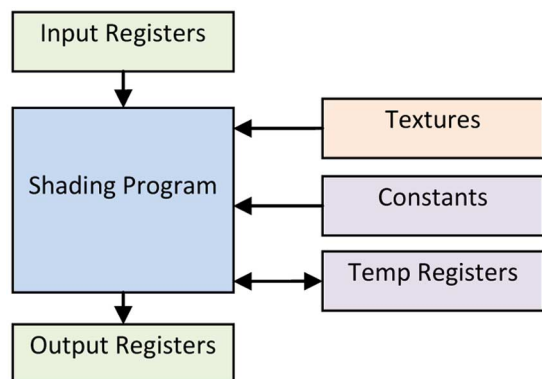 Input Registers
Textures
Shading Program
Constants
Temp Registers
Output Registers